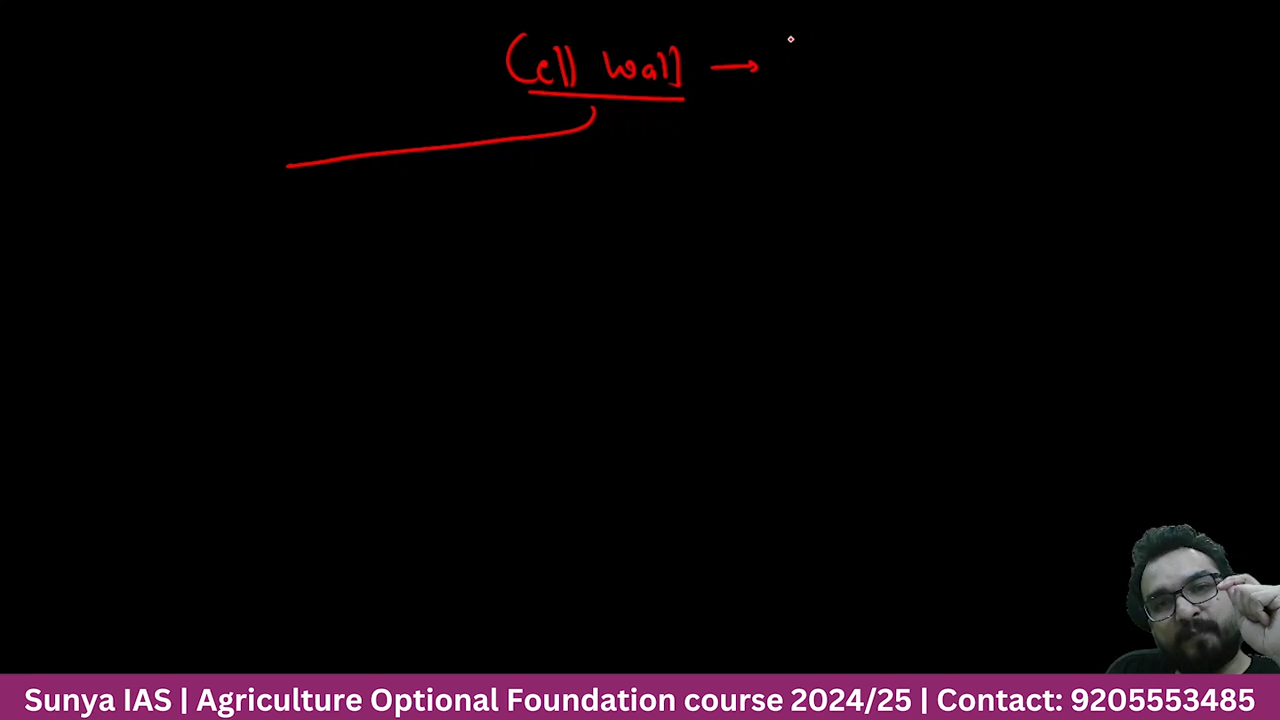 Cell wall →
Sunya IAS | Agriculture Optional Foundation course 2024/25 | Contact: 9205553485